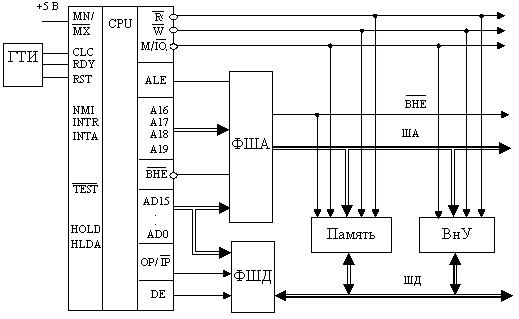 +5 В
MN/
MX
CPU
R
W
M/IO
ГТИ
CLC
RDY
RST
ALE
NMI
INTR
INTA
A16
A17
A18
A19
ФША
BHE
ША
BHE
TEST
AD15
.
.
AD0
HOLD
HLDA
Память
ВнУ
OP/IP
ФШД
ШД
DE